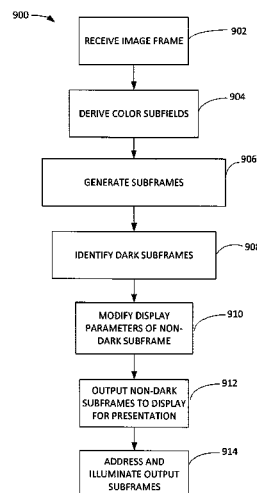 900
RECEIVE IMAGE FRAME
902
DERIVE COLOR SUBFIELDS
904
GENERATE SUBFRAMES
906
IDENTIFY DARK SUBFRAMES
908
MODIFY DISPLAY
PARAMETERS OF NON-
DARK SUBFRAME
910
OUTPUT NON-DARK
SUBFRAMES TO DISPLAY
FOR PRESENTATION
912
ADDRESS AND
ILLUMINATE OUTPUT
SUBFRAMES
914